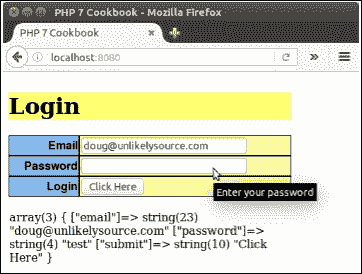 PHP 7 Cookbook - Mozilla Firefox
PHP 7 Cookbook
localhost:8080
Login
Email doug@unlikelysource.com
Password
Enter your password
Login Click Here
array(3) { ["email"]=> string(23)
"doug@unlikelysource.com" ["password"]=>
string(4) "test" ["submit"]=> string(10) "Click
Here" }